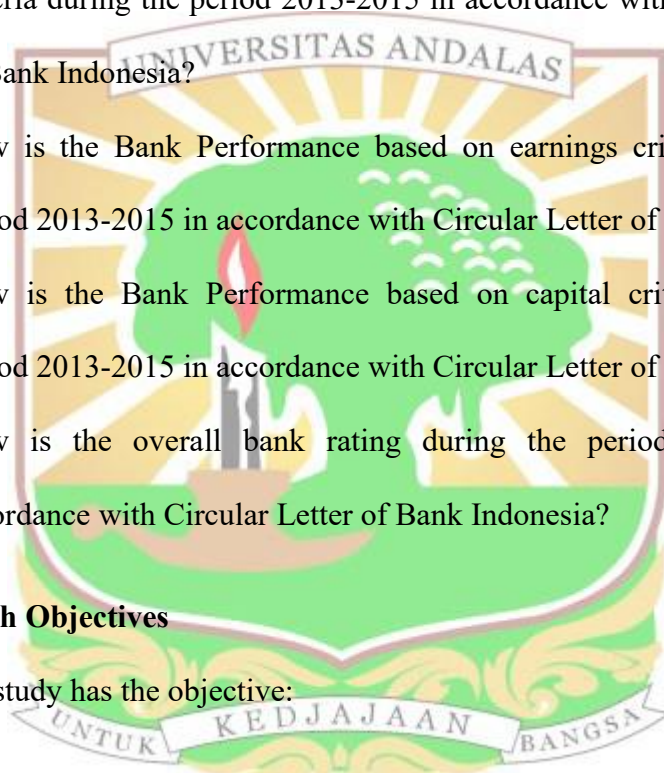 eria during the period 2013-2015 in accordance with
UNIVERSITAS ANDALAS
Bank Indonesia?
w is the Bank Performance based on earnings cri
od 2013-2015 in accordance with Circular Letter of
w is the Bank Performance based on capital crit
od 2013-2015 in accordance with Circular Letter of
w is the overall bank rating during the period
ordance with Circular Letter of Bank Indonesia?
h Objectives
study has the objective:
UNTUK KEDJAJAAN BANGSA